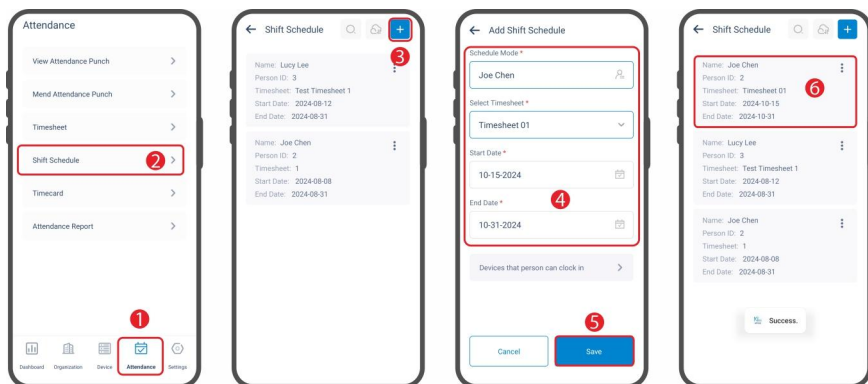 Attendance
View Attendance Punch
Mend Attendance Punch
Timesheet
Shift Schedule
2
Timecard
Attendance Report
1
Dashboard
Organization
Device
Attendance
Settings
Shift Schedule
3
Name: Lucy Lee
Person ID: 3
Timesheet: Test Timesheet 1
Start Date: 2024-08-12
End Date: 2024-08-31
Name: Joe Chen
Person ID: 2
Timesheet: 1
Start Date: 2024-08-08
End Date: 2024-08-31
Add Shift Schedule
Schedule Mode *
Joe Chen
Select Timesheet *
Timesheet 01
Start Date *
10-15-2024
End Date *
4
10-31-2024
Devices that person can clock in
5
Cancel
Save
Shift Schedule
Name: Joe Chen
Person ID: 2
6
Timesheet: Timesheet 01
Start Date: 2024-10-15
End Date: 2024-10-31
Name: Lucy Lee
Person ID: 3
Timesheet: Test Timesheet 1
Start Date: 2024-08-12
End Date: 2024-08-31
Name: Joe Chen
Person ID: 2
Timesheet: 1
Start Date: 2024-08-08
End Date: 2024-08-31
Success.